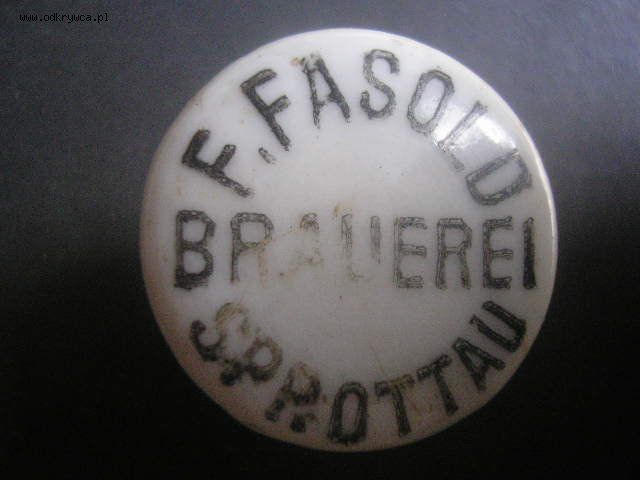 www.odkrywca.pl
F. FASOLD
BRAUEREI
SPROTTAU